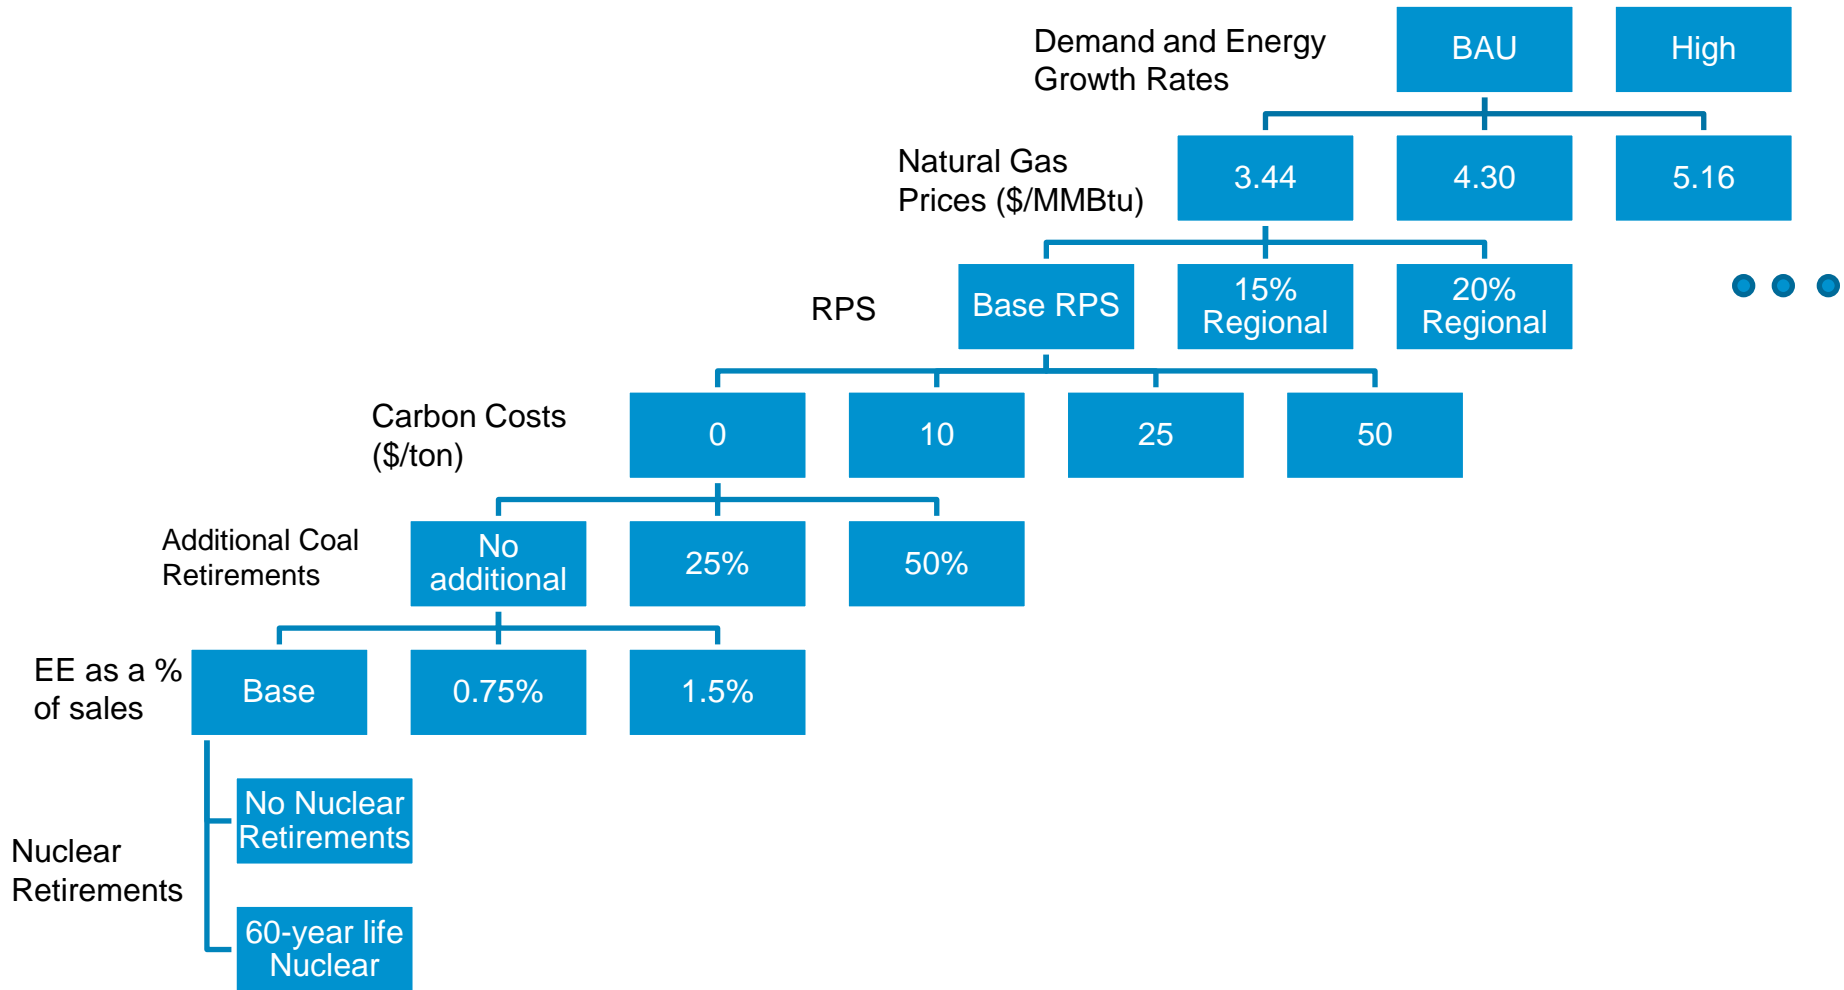 Demand and Energy
Growth Rates
BAU
High
Natural Gas
Prices ($/MMBtu)
3.44
4.30
5.16
RPS
Base RPS
15%
Regional
20%
Regional
Carbon Costs
($/ton)
0
10
25
50
Additional Coal
Retirements
No
additional
25%
50%
EE as a %
of sales
Base
0.75%
1.5%
Nuclear
Retirements
No Nuclear
Retirements
60-year life
Nuclear